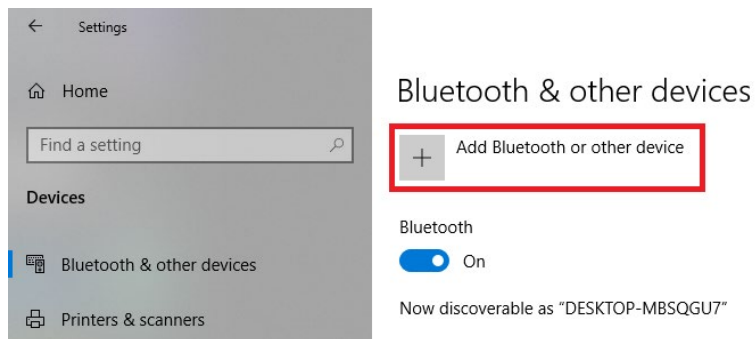 Settings
Home
Find a setting
Devices
Bluetooth & other devices
Printers & scanners
Bluetooth & other devices
Add Bluetooth or other device
Bluetooth
On
Now discoverable as “DESKTOP-MBSQGU7”